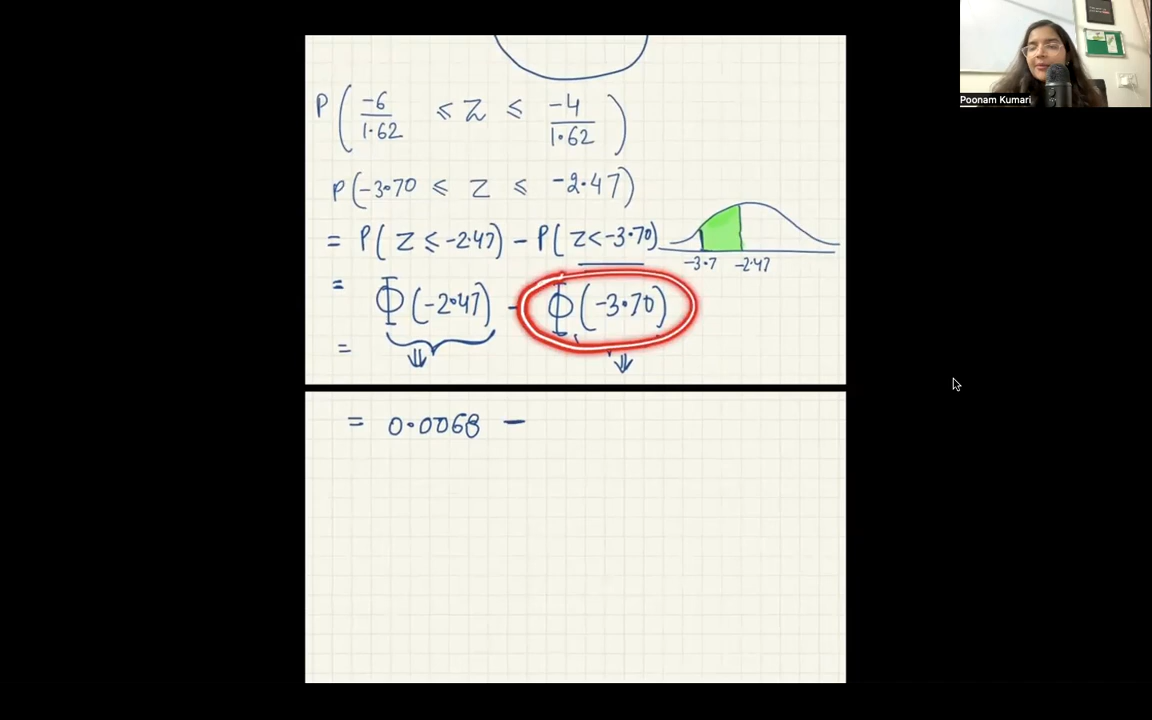 P(-6/1.62 ≤ Z ≤ -4/1.62)
P(-3.70 ≤ Z ≤ -2.47)
= P(Z ≤ -2.47) - P(Z < -3.70)
-3.7 -2.47
= Φ(-2.47) - Φ(-3.70)
=
= 0.0068 -
Poonam Kumari